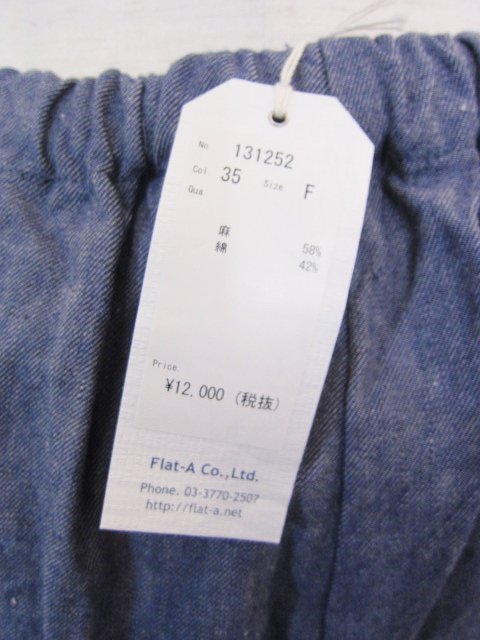 No 131252
Col 35 Size F
Qua
麻 58%
綿 42%
Price.
¥12,000 (税抜)
Flat-A Co.,Ltd.
Phone. 03-3770-2507
http://flat-a.net